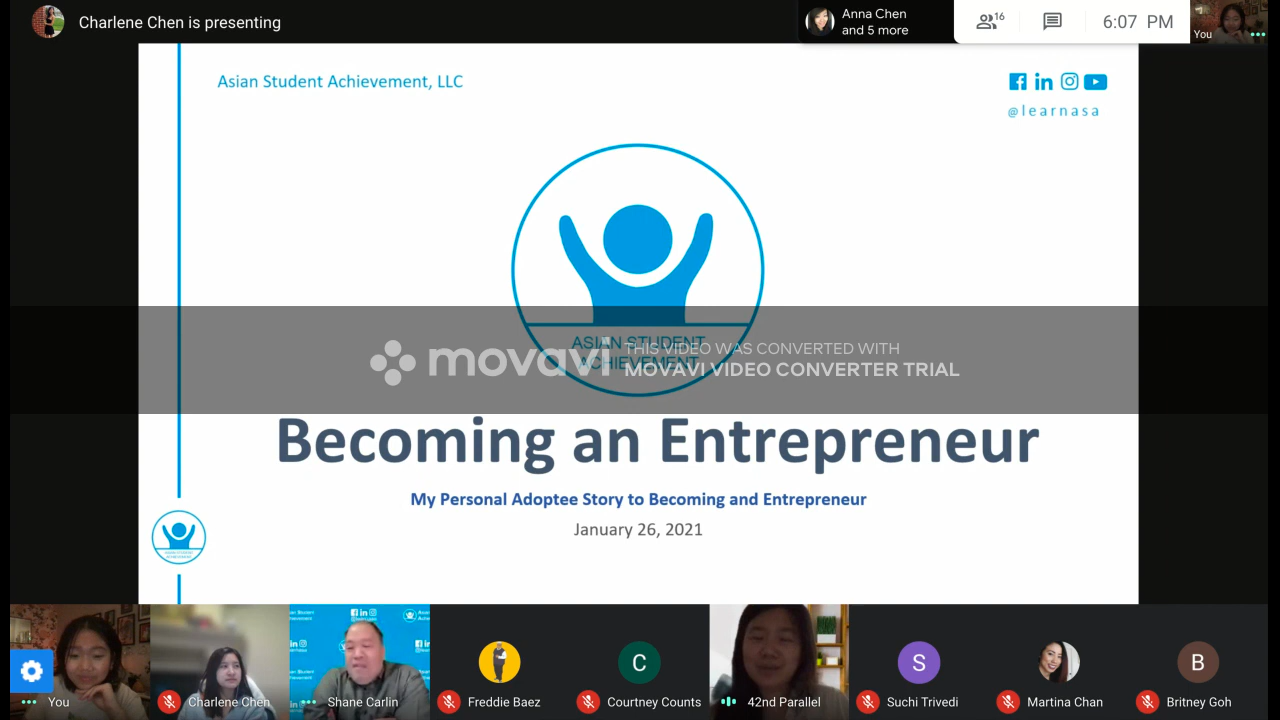 Charlene Chen is presenting
Anna Chen
and 5 more
16
6:07 PM
You
Asian Student Achievement, LLC
@learnasa
ASIAN STUDENT
ACHIEVEMENT
movavi
THIS VIDEO WAS CONVERTED WITH
MOVAVI VIDEO CONVERTER TRIAL
Becoming an Entrepreneur
My Personal Adoptee Story to Becoming and Entrepreneur
January 26, 2021
You
Charlene Chen
Shane Carlin
Freddie Baez
C
Courtney Counts
42nd Parallel
S
Suchi Trivedi
Martina Chan
B
Britney Goh